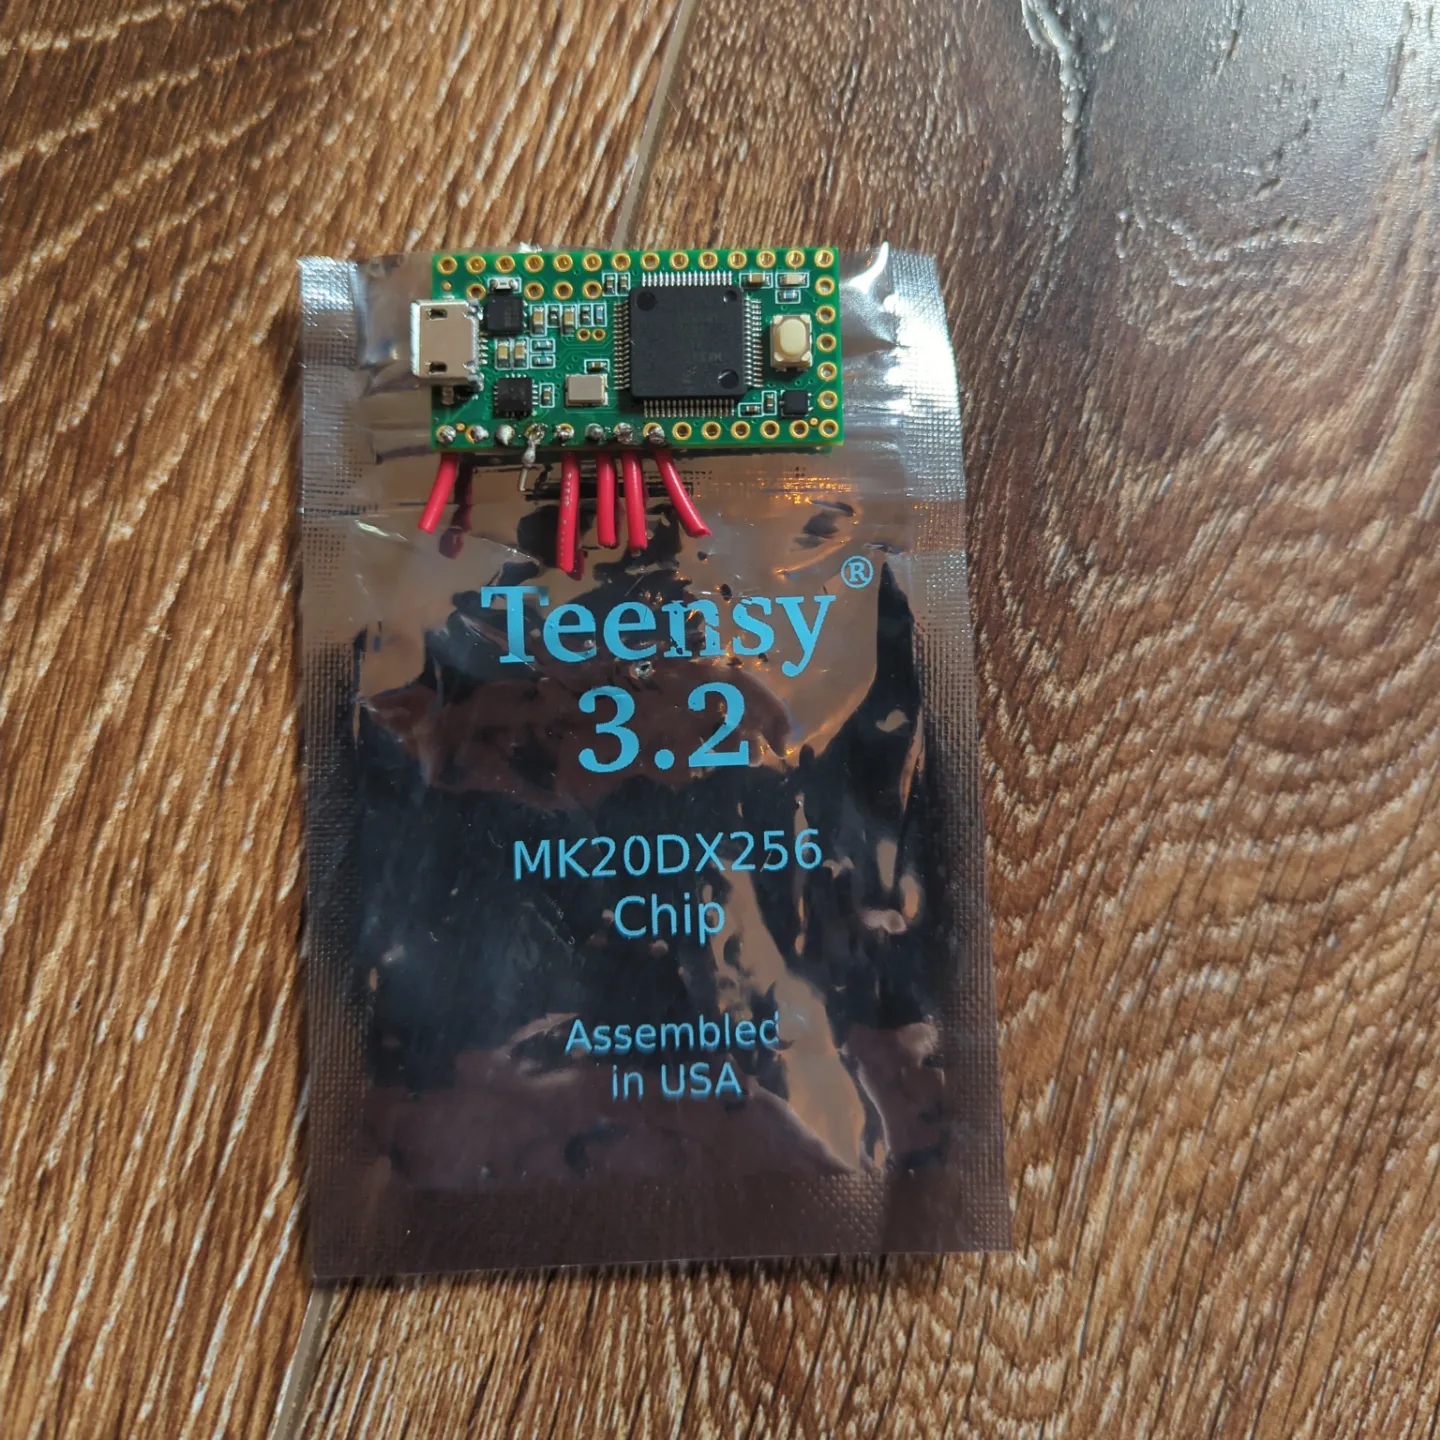 Teensy®
3.2
MK20DX256
Chip
Assembled
in USA